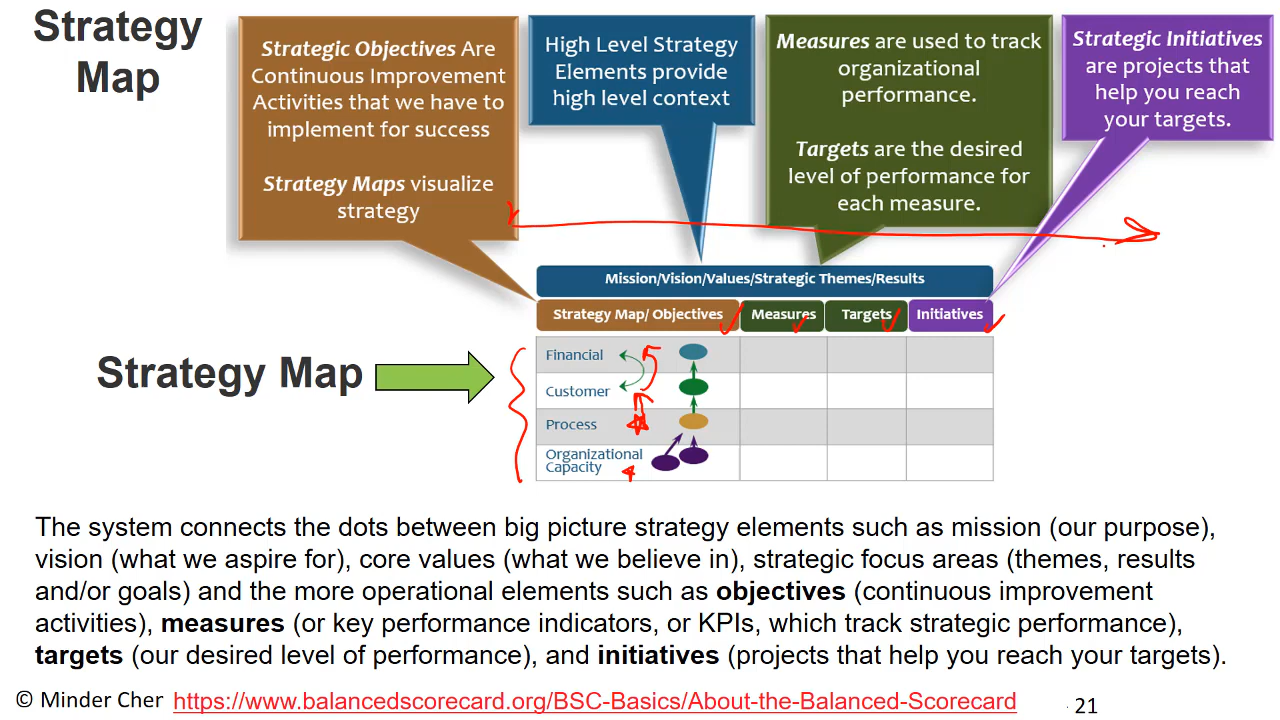 Strategy
Map
Strategic Objectives Are
Continuous Improvement
Activities that we have to
implement for success
Strategy Maps visualize
strategy
High Level Strategy
Elements provide
high level context
Measures are used to track
organizational
performance.
Targets are the desired
level of performance for
each measure.
Strategic Initiatives
are projects that
help you reach
your targets.
Mission/Vision/Values/Strategic Themes/Results
Strategy Map/ Objectives
Measures
Targets
Initiatives
Strategy Map
Financial
Customer
Process
Organizational
Capacity
The system connects the dots between big picture strategy elements such as mission (our purpose),
vision (what we aspire for), core values (what we believe in), strategic focus areas (themes, results
and/or goals) and the more operational elements such as objectives (continuous improvement
activities), measures (or key performance indicators, or KPIs, which track strategic performance),
targets (our desired level of performance), and initiatives (projects that help you reach your targets).
© Minder Cher https://www.balancedscorecard.org/BSC-Basics/About-the-Balanced-Scorecard
21